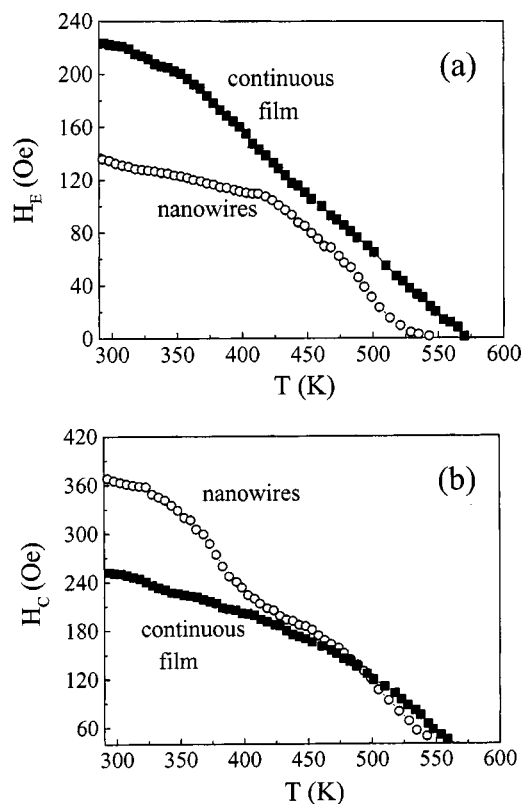 240
(a)
continuous
film
200
160
H_E (Oe)
120
nanowires
80
40
0
300 350 400 450 500 550 600
T (K)
420
(b)
360
nanowires
300
H_C (Oe)
240
180
continuous
film
120
60
300 350 400 450 500 550 600
T (K)